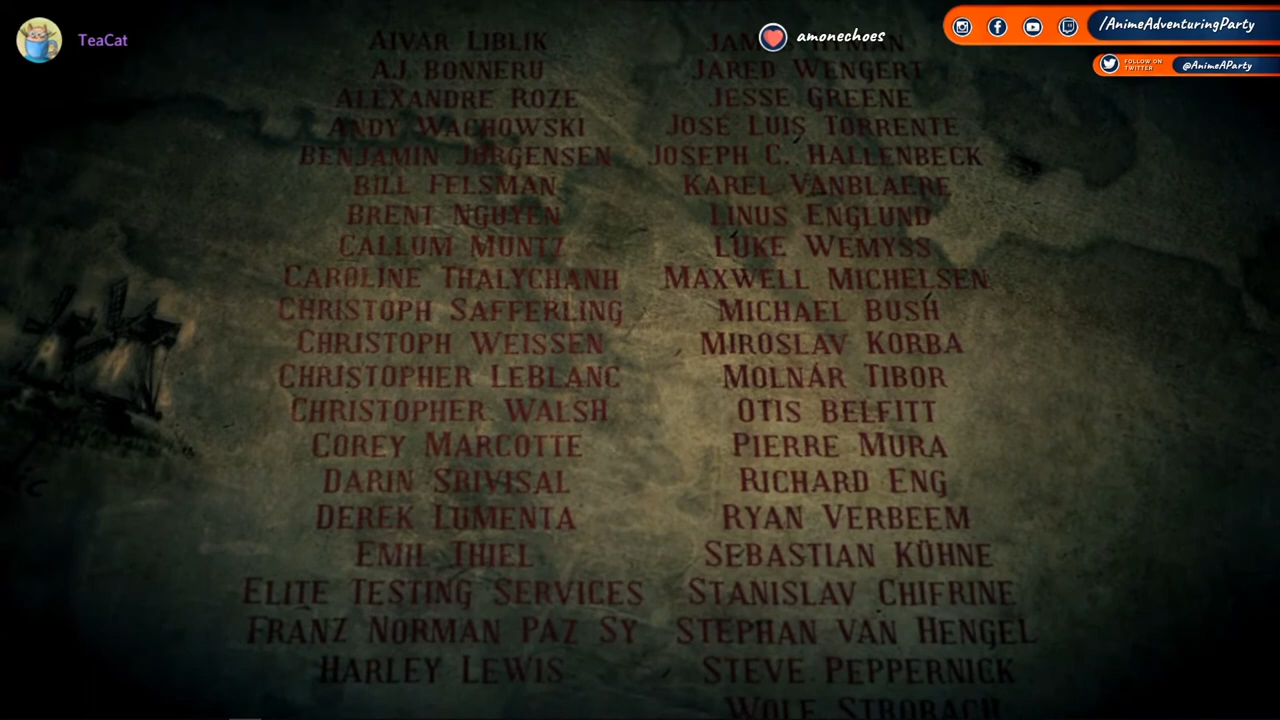 TeaCat
amonechoes
/AnimeAdventuringParty
FOLLOW ON
TWITTER
@AnimeAParty
AIVAR LIBLIK
A.J. BONNERU
ALEXANDRE ROZE
ANDY WACHOWSKI
BENJAMIN JØRGENSEN
BILL FELSMAN
BRENT NGUYEN
CALLUM MUNTZ
CAROLINE THALYCHANH
CHRISTOPH SAFFERLING
CHRISTOPH WEISSEN
CHRISTOPHER LEBLANC
CHRISTOPHER WALSH
COREY MARCOTTE
DARIN SRIVISAL
DEREK LUMENTA
EMIL THIEL
ELITE TESTING SERVICES
FRANZ NORMAN PAZ SY
HARLEY LEWIS
JARED WENGERT
JESSE GREENE
JOSÉ LUIS TORRENTE
JOSEPH C. HALLENBECK
KAREL VANBLAERE
LINUS ENGLUND
LUKE WEMYSS
MAXWELL MICHELSEN
MICHAEL BUSH
MIROSLAV KORBA
MOLNÁR TIBOR
OTIS BELFITT
PIERRE MURA
RICHARD ENG
RYAN VERBEEM
SEBASTIAN KÜHNE
STANISLAV CHIFRINE
STEPHAN VAN HENGEL
STEVE PEPPERNICK
WOLF STROBACH